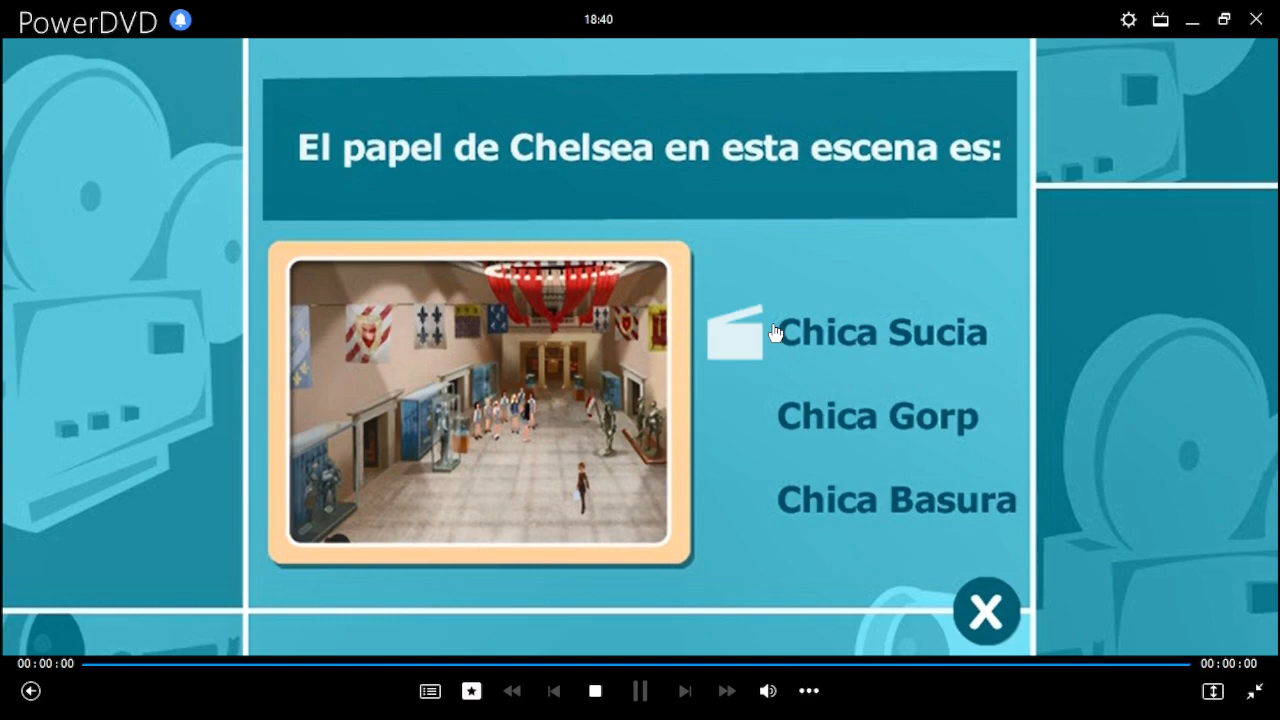 PowerDVD
18:40
El papel de Chelsea en esta escena es:
Chica Sucia
Chica Gorp
Chica Basura
X
00:00:00
00:00:00